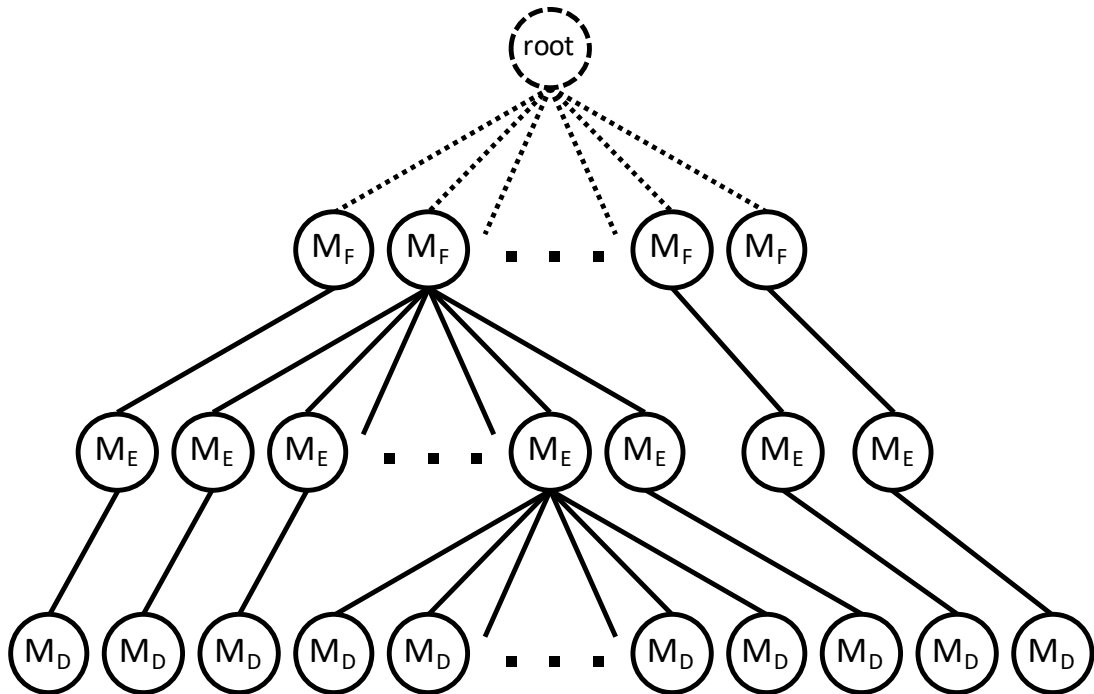 root
M_F M_F . . . M_F M_F
M_E M_E M_E . . . M_E M_E M_E M_E
M_D M_D M_D M_D M_D . . . M_D M_D M_D M_D M_D